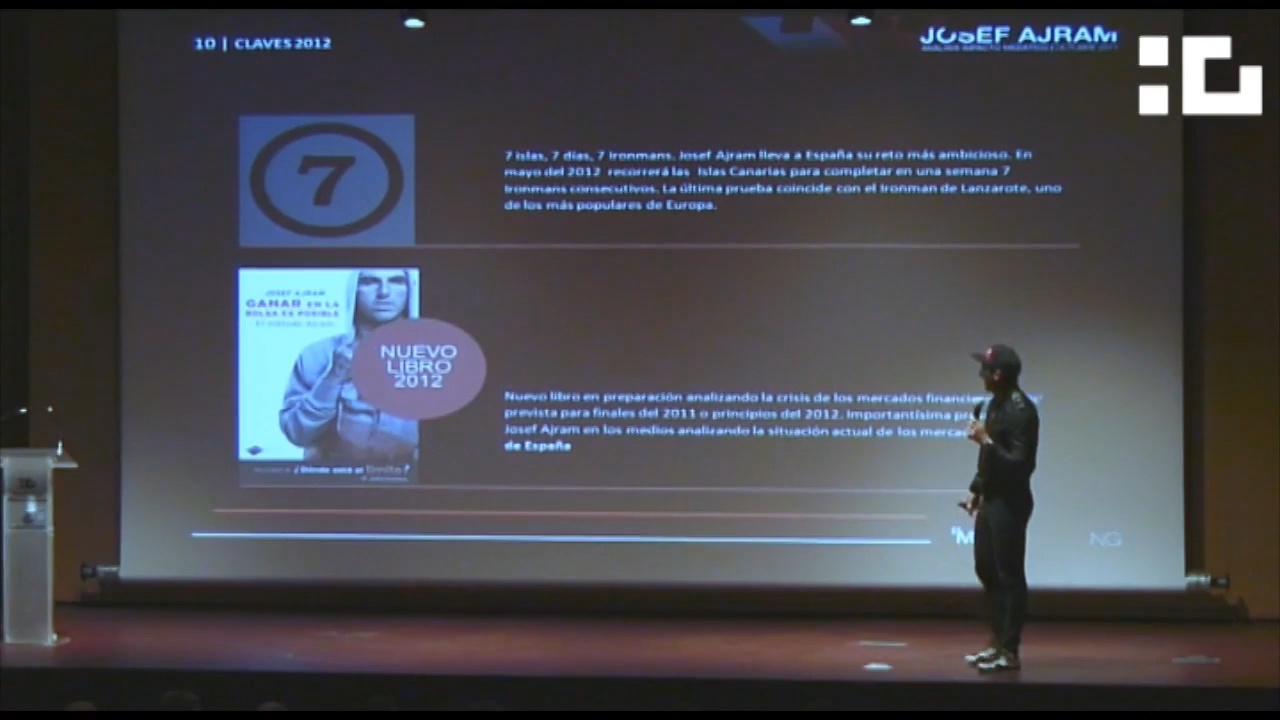 10 | CLAVES 2012
JOSEF AJRAM
7
7 islas, 7 días, 7 Ironmans. Josef Ajram lleva a España su reto más ambicioso. En
mayo del 2012 recorrerá las Islas Canarias para completar en una semana 7
Ironmans consecutivos. La última prueba coincide con el Ironman de Lanzarote, uno
de los más populares de Europa.
JOSEF AJRAM
GANAR EN LA
BOLSA ES POSIBLE
NUEVO
LIBRO
2012
Nuevo libro en preparación analizando la crisis de los mercados
prevista para finales del 2011 o principios del 2012. Importantísima
Josef Ajram en los medios analizando la situación actual de los
de España
¿Dónde está el límite?
NG